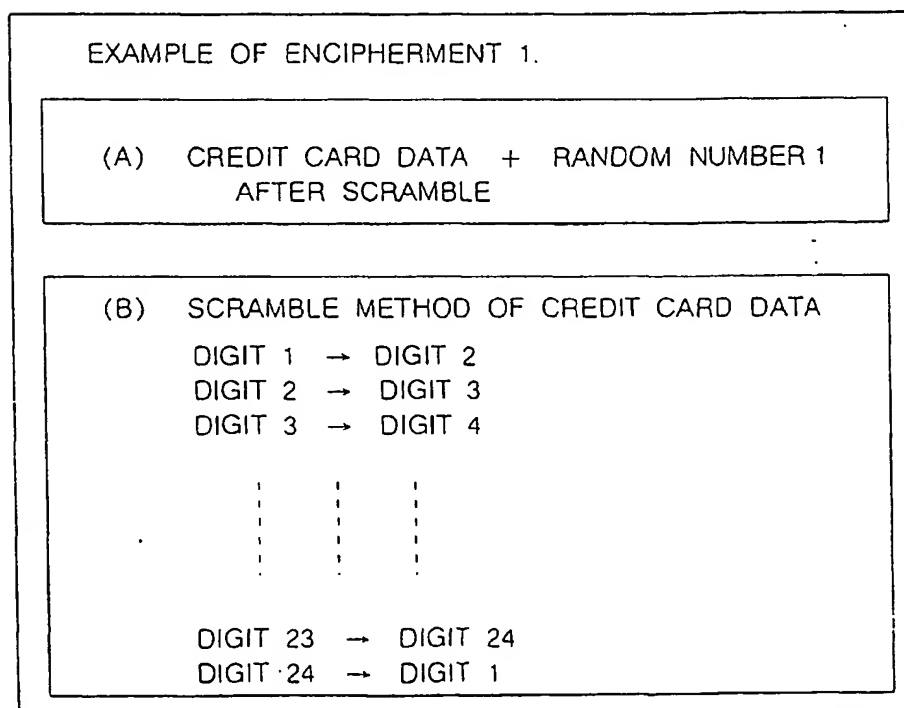 EXAMPLE OF ENCIPHERMENT 1.
(A) CREDIT CARD DATA + RANDOM NUMBER 1
AFTER SCRAMBLE
(B) SCRAMBLE METHOD OF CREDIT CARD DATA
DIGIT 1 → DIGIT 2
DIGIT 2 → DIGIT 3
DIGIT 3 → DIGIT 4
DIGIT 23 → DIGIT 24
DIGIT 24 → DIGIT 1